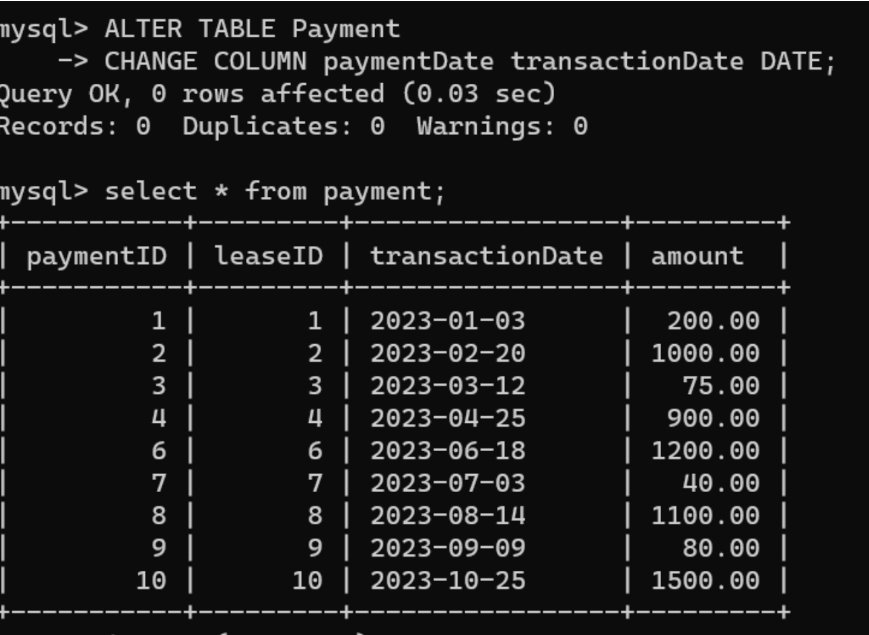 mysql> ALTER TABLE Payment
    -> CHANGE COLUMN paymentDate transactionDate DATE;
Query OK, 0 rows affected (0.03 sec)
Records: 0  Duplicates: 0  Warnings: 0
mysql> select * from payment;
+-----------+---------+-----------------+---------+
| paymentID | leaseID | transactionDate | amount  |
+-----------+---------+-----------------+---------+
|         1 |       1 | 2023-01-03      |  200.00 |
|         2 |       2 | 2023-02-20      | 1000.00 |
|         3 |       3 | 2023-03-12      |   75.00 |
|         4 |       4 | 2023-04-25      |  900.00 |
|         6 |       6 | 2023-06-18      | 1200.00 |
|         7 |       7 | 2023-07-03      |   40.00 |
|         8 |       8 | 2023-08-14      | 1100.00 |
|         9 |       9 | 2023-09-09      |   80.00 |
|        10 |      10 | 2023-10-25      | 1500.00 |
+-----------+---------+-----------------+---------+